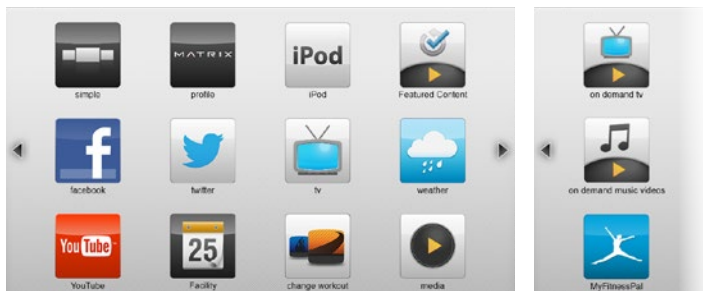 MATRIX
iPod
simple
profile
iPod
Featured Content
on demand tv
f
facebook
twitter
tv
weather
on demand music videos
You Tube
25
YouTube
Facility
change workout
media
MyFitnessPal